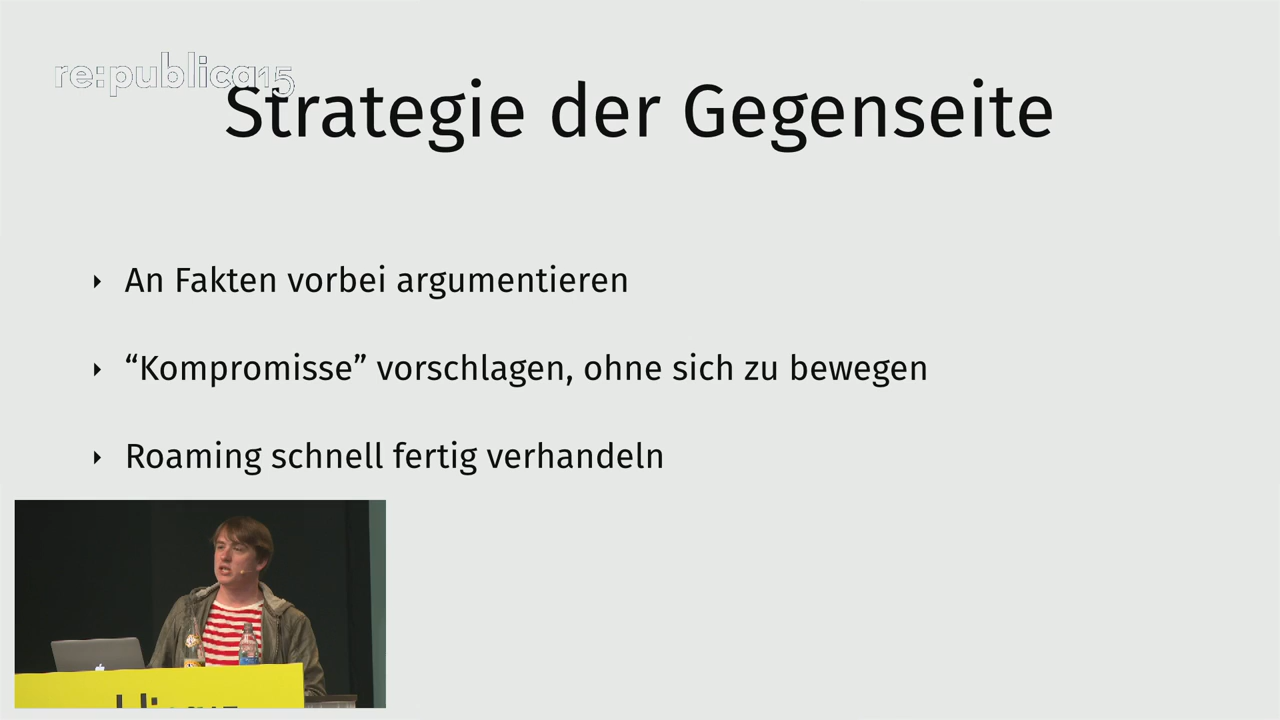 re:publica15
Strategie der Gegenseite
‣ An Fakten vorbei argumentieren
‣ “Kompromisse” vorschlagen, ohne sich zu bewegen
‣ Roaming schnell fertig verhandeln